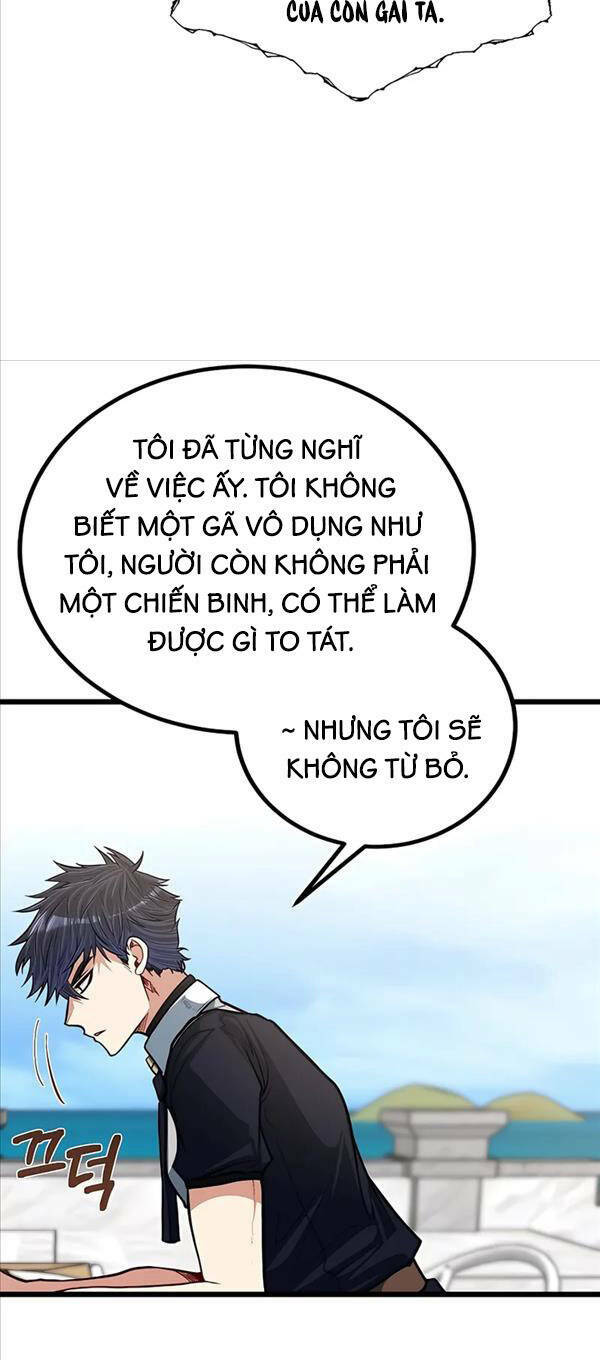 CỦA CON GÁI TA.
TÔI ĐÃ TỪNG NGHĨ
VỀ VIỆC ẤY. TÔI KHÔNG
BIẾT MỘT GÃ VÔ DỤNG NHƯ
TÔI, NGƯỜI CÒN KHÔNG PHẢI
MỘT CHIẾN BINH, CÓ THỂ LÀM
ĐƯỢC GÌ TO TÁT.
~ NHƯNG TÔI SẼ
KHÔNG TỪ BỎ.
끄덕